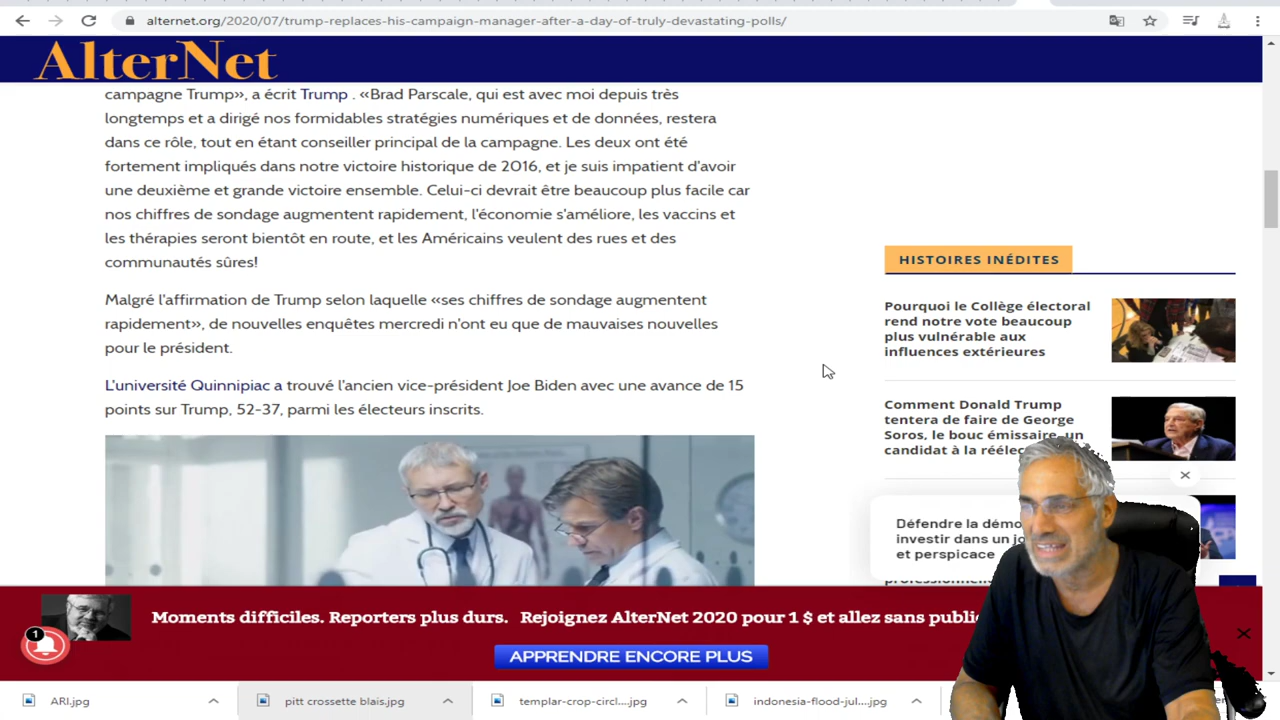 alternet.org/2020/07/trump-replaces-his-campaign-manager-after-a-day-of-truly-devastating-polls/
AlterNet
campagne Trump», a écrit Trump . «Brad Parscale, qui est avec moi depuis très
longtemps et a dirigé nos formidables stratégies numériques et de données, restera
dans ce rôle, tout en étant conseiller principal de la campagne. Les deux ont été
fortement impliqués dans notre victoire historique de 2016, et je suis impatient d'avoir
une deuxième et grande victoire ensemble. Celui-ci devrait être beaucoup plus facile car
nos chiffres de sondage augmentent rapidement, l'économie s'améliore, les vaccins et
les thérapies seront bientôt en route, et les Américains veulent des rues et des
communautés sûres!
Malgré l'affirmation de Trump selon laquelle «ses chiffres de sondage augmentent
rapidement», de nouvelles enquêtes mercredi n'ont eu que de mauvaises nouvelles
pour le président.
L'université Quinnipiac a trouvé l'ancien vice-président Joe Biden avec une avance de 15
points sur Trump, 52-37, parmi les électeurs inscrits.
HISTOIRES INÉDITES
Pourquoi le Collège électoral
rend notre vote beaucoup
plus vulnérable aux
influences extérieures
Comment Donald Trump
tentera de faire de George
Soros, le bouc émissaire, un
candidat à la
Défendre la
investir dans un
et perspicace
Moments difficiles. Reporters plus durs. Rejoignez AlterNet 2020 pour 1 $ et allez sans
APPRENDRE ENCORE PLUS
1
ARI.jpg
pitt crossette blais.jpg
templar-crop-circl....jpg
indonesia-flood-jul....jpg